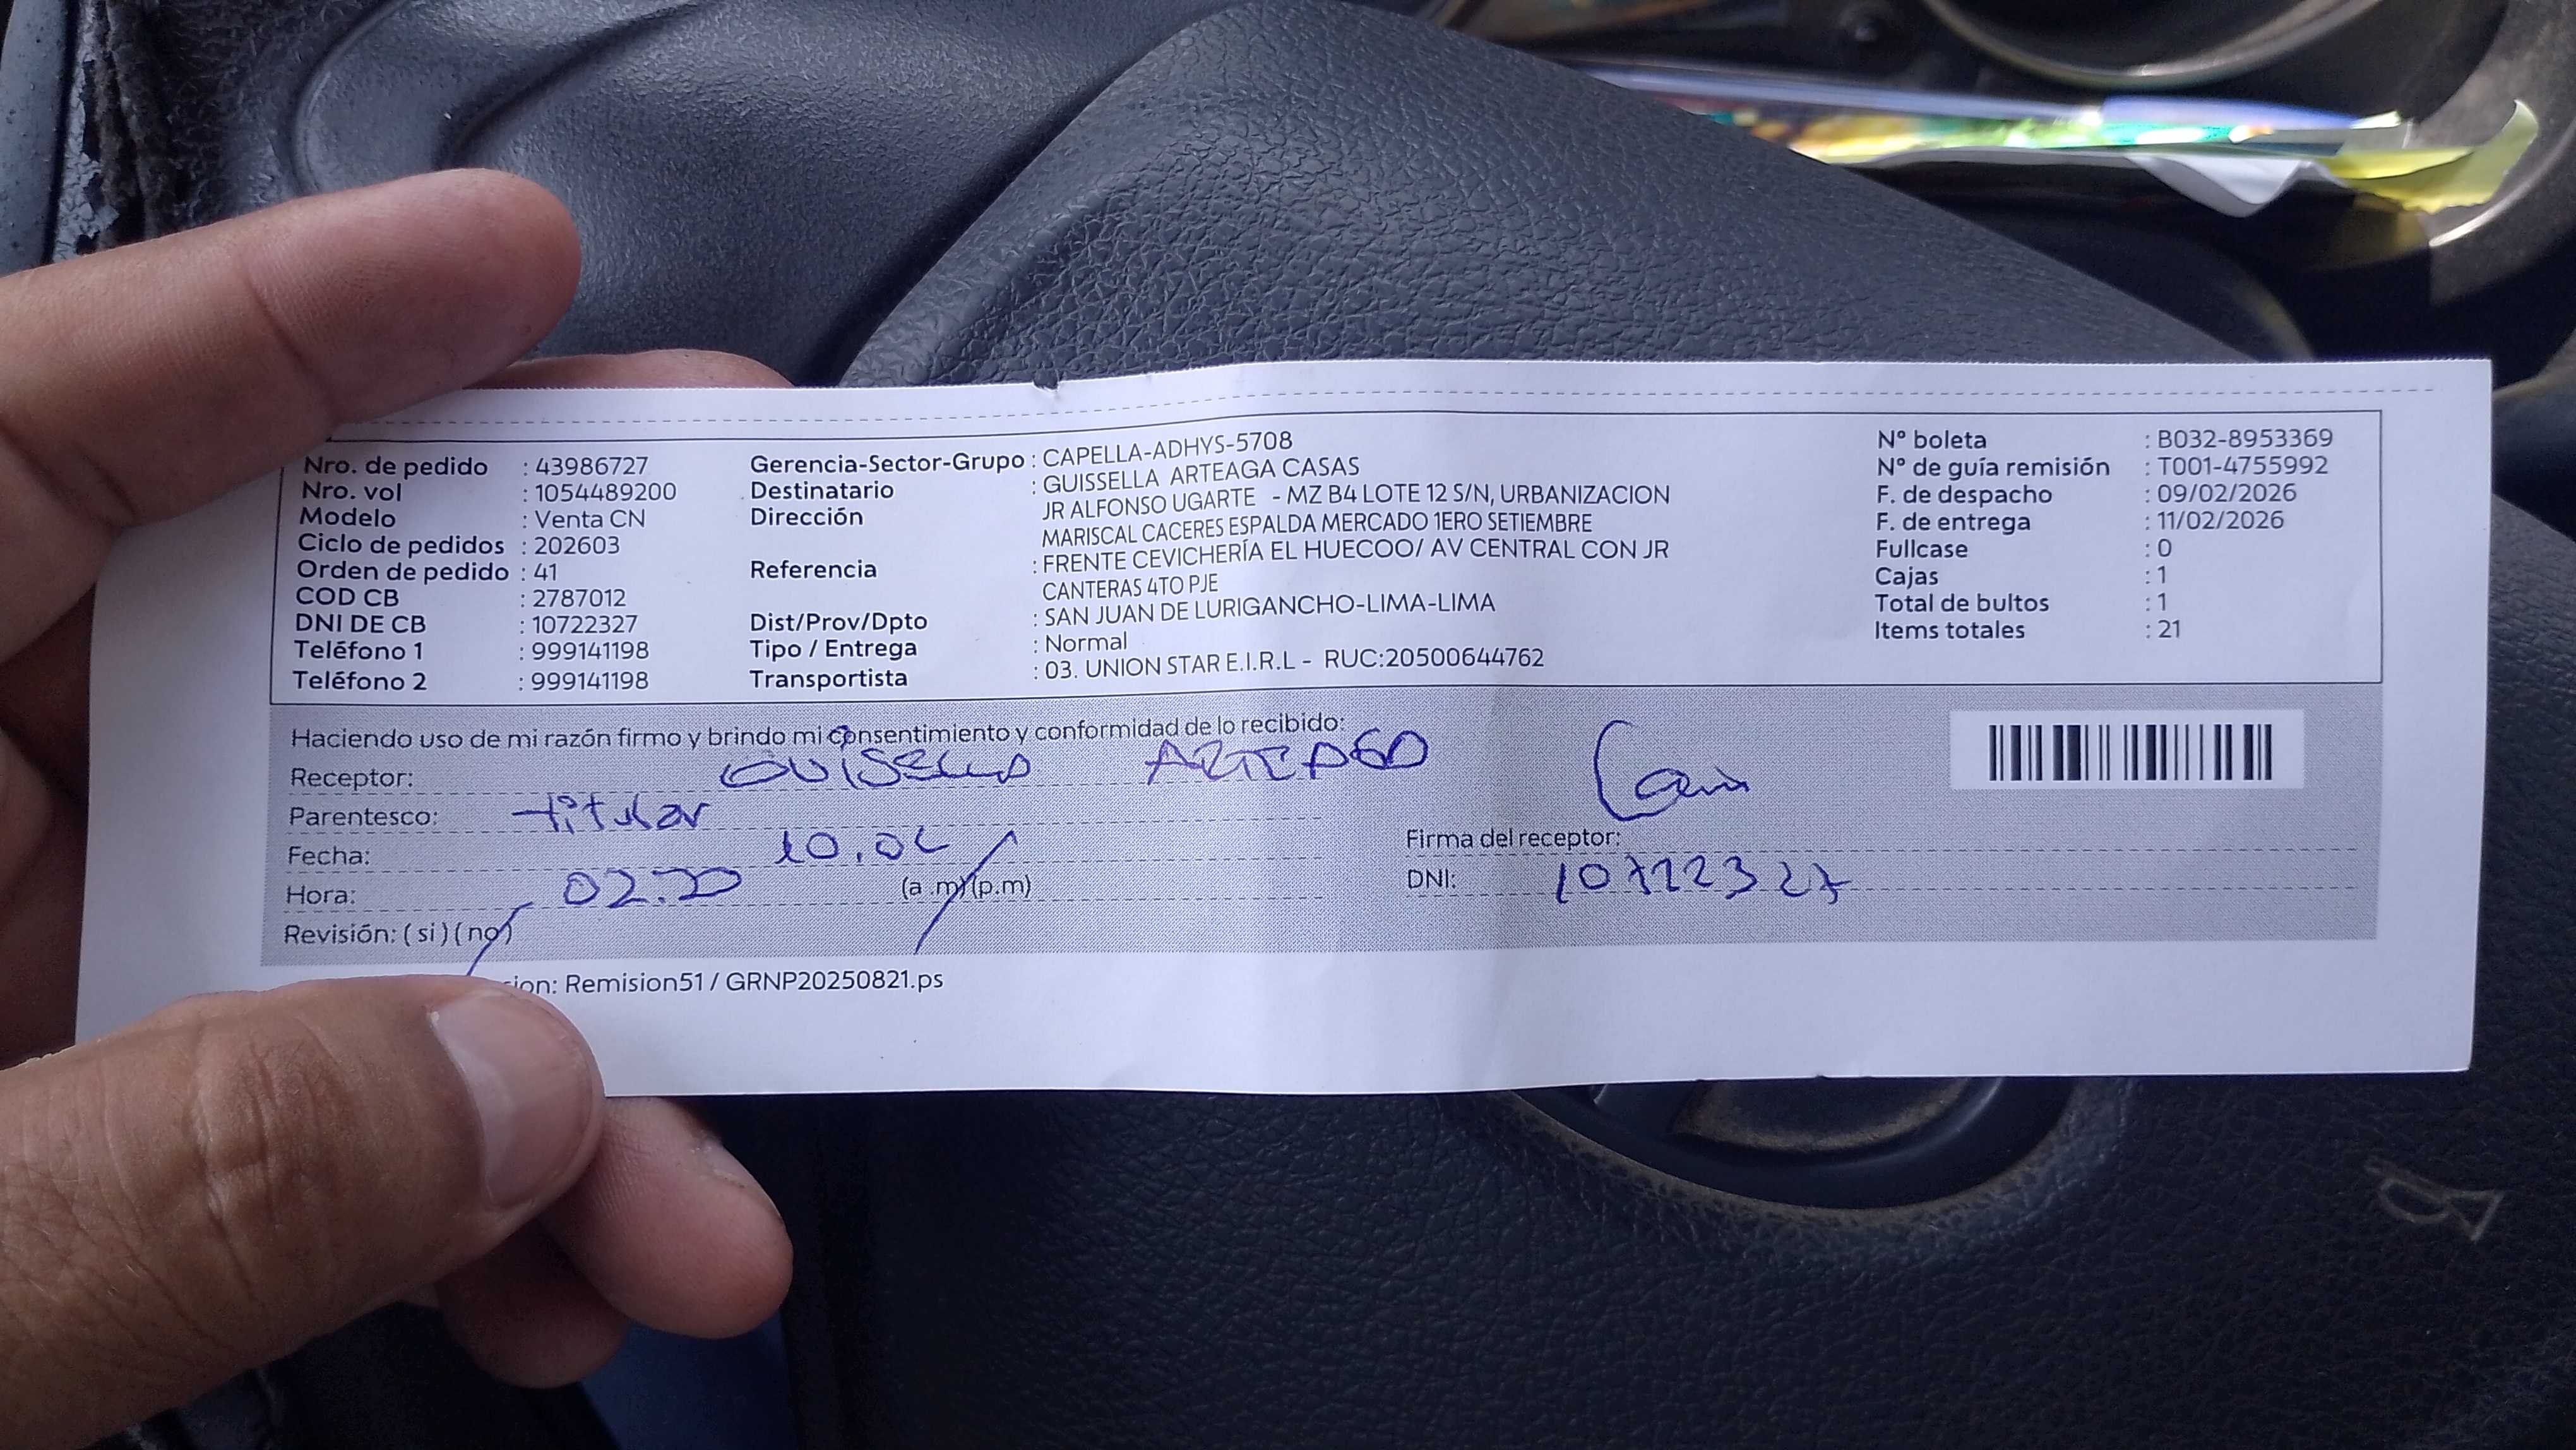 Nro. de pedido : 43986727
Nro. vol : 1054489200
Modelo : Venta CN
Ciclo de pedidos : 202603
Orden de pedido : 41
COD CB : 2787012
DNI DE CB : 10722327
Teléfono 1 : 999141198
Teléfono 2 : 999141198
Gerencia-Sector-Grupo : CAPELLA-ADHYS-5708
Destinatario : GUISSELLA ARTEAGA CASAS
Dirección JR ALFONSO UGARTE - MZ B4 LOTE 12 S/N, URBANIZACION
MARISCAL CACERES ESPALDA MERCADO 1ERO SETIEMBRE
Referencia : FRENTE CEVICHERÍA EL HUECOO/ AV CENTRAL CON JR
CANTERAS 4TO PJE
Dist/Prov/Dpto : SAN JUAN DE LURIGANCHO-LIMA-LIMA
Tipo / Entrega : Normal
Transportista : 03. UNION STAR E.I.R.L - RUC:20500644762
Nº boleta : B032-8953369
Nº de guía remisión : T001-4755992
F. de despacho : 09/02/2026
F. de entrega : 11/02/2026
Fullcase : 0
Cajas : 1
Total de bultos : 1
Items totales : 21
Haciendo uso de mi razón firmo y brindo mi consentimiento y conformidad de lo recibido:
Receptor: GUISELLA ARTEAGA
Parentesco: titular
Fecha: 10.02
Hora: 02:20 (a .m)(p.m)
Revisión: ( si ) ( no )
Firma del receptor:
DNI: 10722327
ion: Remision51 / GRNP20250821.ps